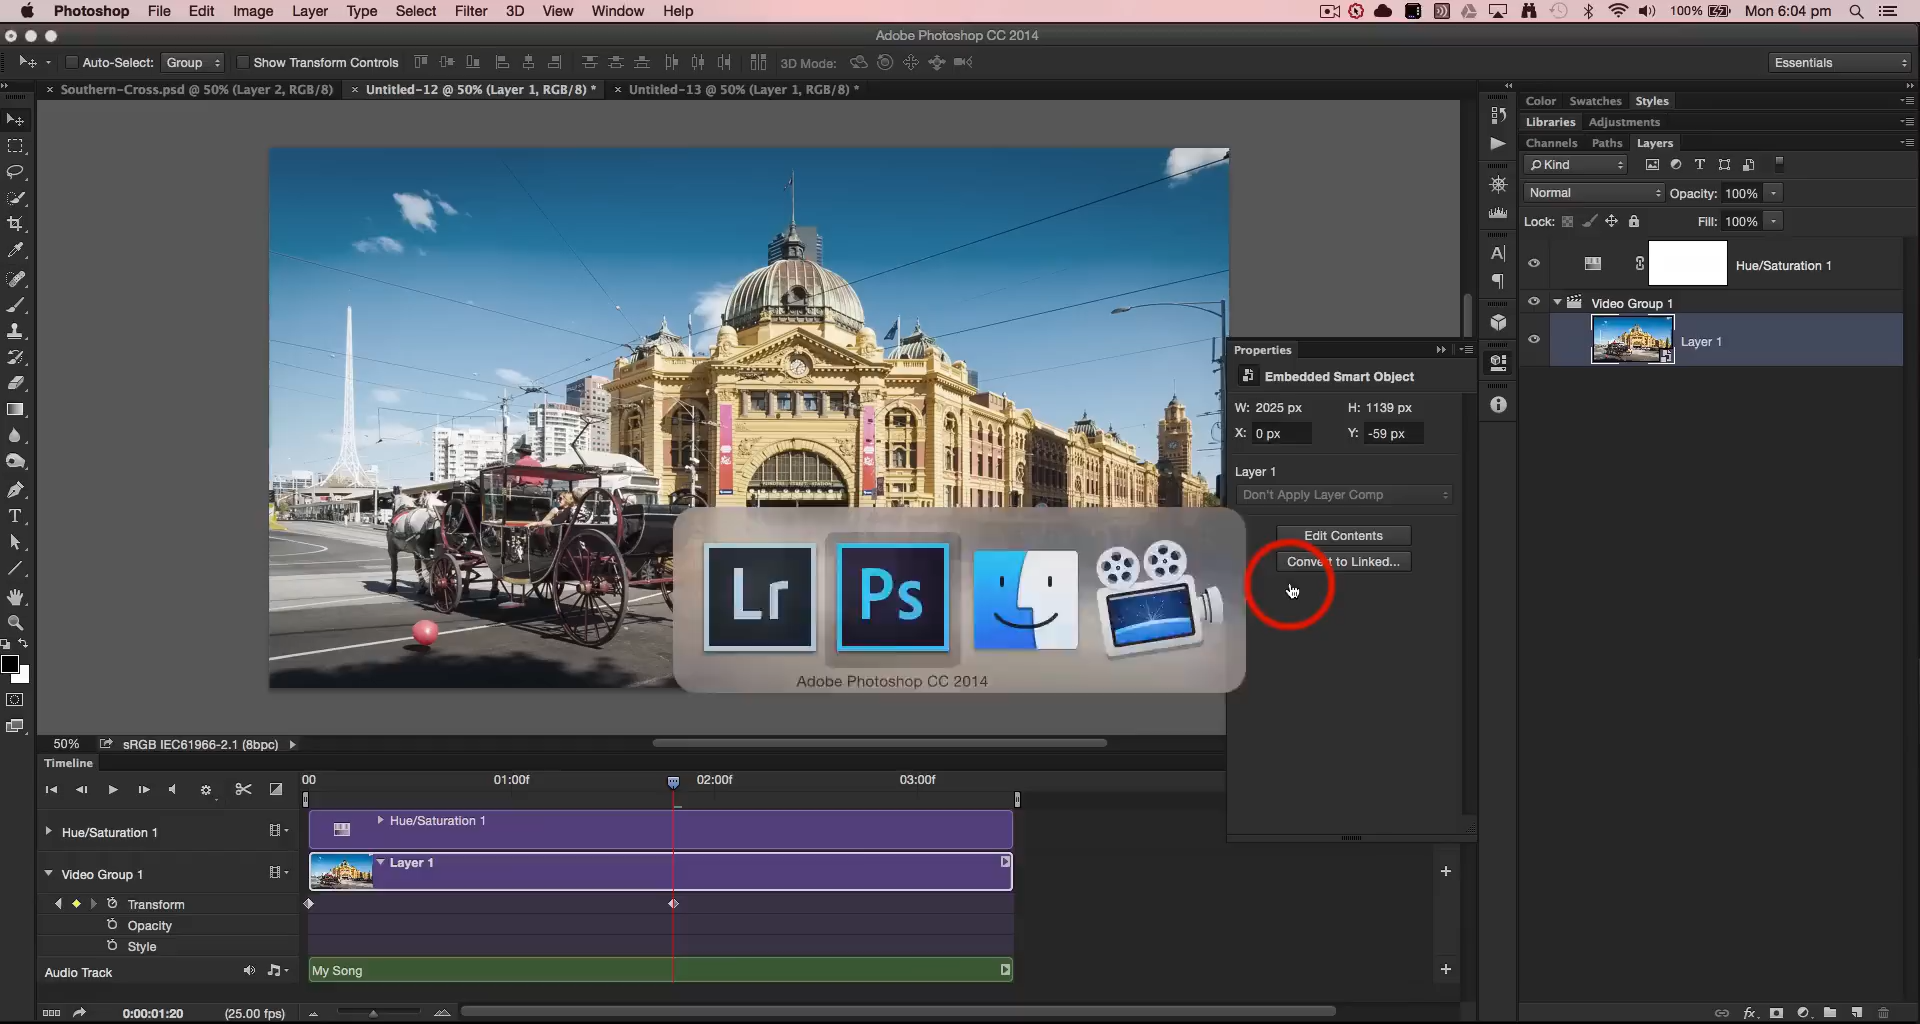 Photoshop File Edit Image Layer Type Select Filter 3D View Window Help 100% Mon 6:04 pm
Adobe Photoshop CC 2014
Auto-Select: Group Show Transform Controls 3D Mode: Essentials
Southern-Cross.psd @ 50% (Layer 2, RGB/8) Untitled-12 @ 50% (Layer 1, RGB/8) * Untitled-13 @ 50% (Layer 1, RGB/8) *
Color Swatches Styles
Libraries Adjustments
Channels Paths Layers
Kind
Normal Opacity: 100%
Lock: Fill: 100%
Hue/Saturation 1
Video Group 1
Layer 1
Properties
Embedded Smart Object
W: 2025 px H: 1139 px
X: 0 px Y: -59 px
Layer 1
Don't Apply Layer Comp
Edit Contents
Convert to Linked...
Lr Ps
Adobe Photoshop CC 2014
50% sRGB IEC61966-2.1 (8bpc)
Timeline
00 01:00f 02:00f 03:00f
Hue/Saturation 1 Hue/Saturation 1
Video Group 1 Layer 1
Transform
Opacity
Style
Audio Track My Song
0:00:01:20 (25.00 fps)